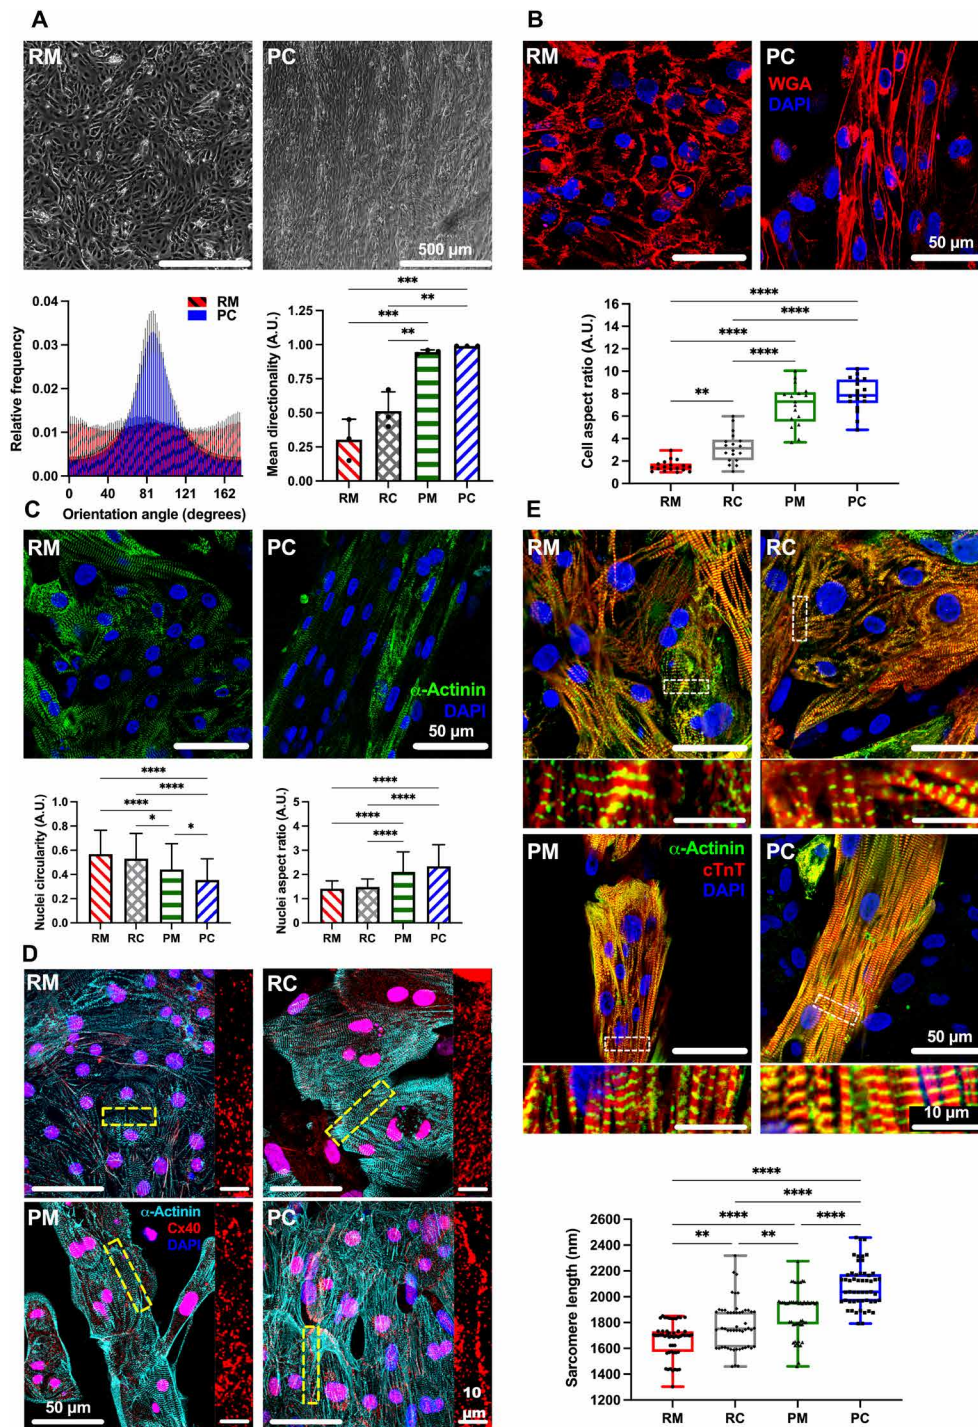 A
RM
PC
500 µm
0.04
0.03
0.02
0.01
0.00
Relative frequency
RM
PC
0
40
81
121
162
Orientation angle (degrees)
***
**
***
**
1.25
1.00
0.75
0.50
0.25
0.00
Mean directionality (A.U.)
RM
RC
PM
PC
B
RM
PC
WGA
DAPI
50 µm
****
****
****
****
**
16
14
12
10
8
6
4
2
0
Cell aspect ratio (A.U.)
RM
RC
PM
PC
C
RM
PC
α-Actinin
DAPI
50 µm
****
****
****
*
*
1.0
0.8
0.6
0.4
0.2
0.0
Nuclei circularity (A.U.)
RM
RC
PM
PC
****
****
****
****
5
4
3
2
1
0
Nuclei aspect ratio (A.U.)
RM
RC
PM
PC
D
RM
RC
PM
α-Actinin
Cx40
DAPI
50 µm
PC
10
µm
E
RM
RC
PM
α-Actinin
cTnT
DAPI
PC
50 µm
10 µm
****
****
****
****
**
**
2600
2400
2200
2000
1800
1600
1400
1200
Sarcomere length (nm)
RM
RC
PM
PC